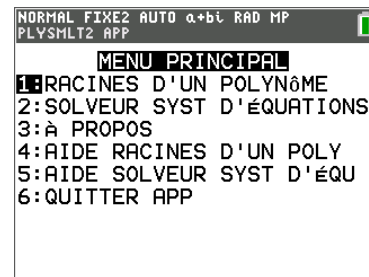 NORMAL FIXE2 AUTO a+bi RAD MP
PLYSMLT2 APP
MENU PRINCIPAL
1:RACINES D'UN POLYNôME
2:SOLVEUR SYST D'éQUATIONS
3:à PROPOS
4:AIDE RACINES D'UN POLY
5:AIDE SOLVEUR SYST D'éQU
6:QUITTER APP